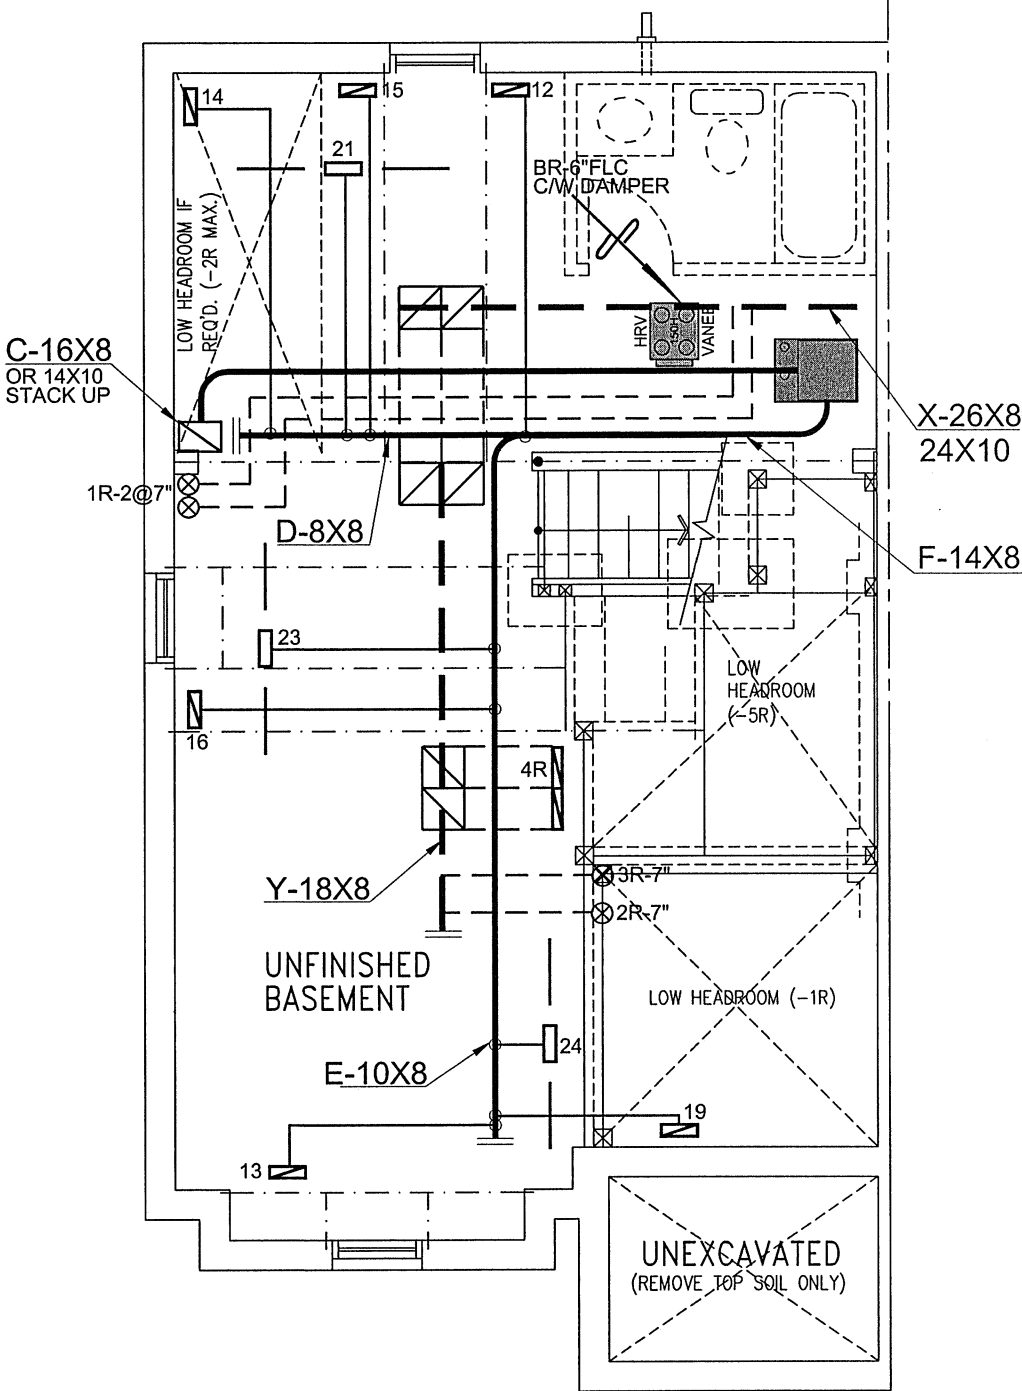 14
15
12
21
BR-6"FLC
C/W DAMPER
LOW HEADROOM IF
REQ'D. (-2R MAX.)
HRV
150H
VANEE
C-16X8
OR 14X10
STACK UP
X-26X8
24X10
1R-2@7"
D-8X8
F-14X8
23
LOW
HEADROOM
(-5R)
16
4R
Y-18X8
3R-7"
2R-7"
UNFINISHED
BASEMENT
LOW HEADROOM (-1R)
24
E-10X8
19
13
UNEXCAVATED
(REMOVE TOP SOIL ONLY)